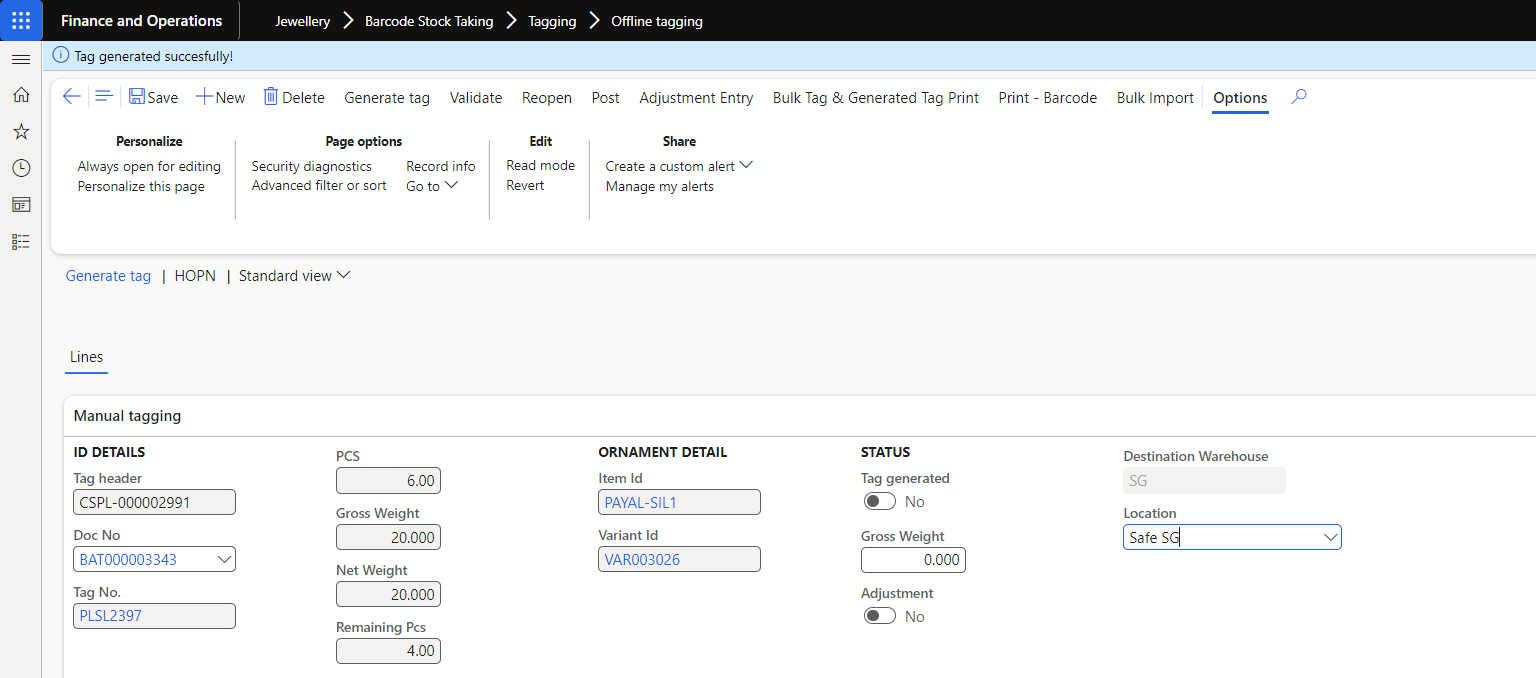 Finance and Operations
Jewellery > Barcode Stock Taking > Tagging > Offline tagging
Tag generated succesfully!
Save New Delete Generate tag Validate Reopen Post Adjustment Entry Bulk Tag & Generated Tag Print Print - Barcode Bulk Import Options
Personalize
Always open for editing
Personalize this page
Page options
Security diagnostics
Advanced filter or sort
Record info
Go to
Edit
Read mode
Revert
Share
Create a custom alert
Manage my alerts
Generate tag | HOPN | Standard view
Lines
Manual tagging
ID DETAILS
Tag header
CSPL-000002991
Doc No
BAT000003343
Tag No.
PLSL2397
PCS
6.00
Gross Weight
20.000
Net Weight
20.000
Remaining Pcs
4.00
ORNAMENT DETAIL
Item Id
PAYAL-SIL1
Variant Id
VAR003026
STATUS
Tag generated
No
Gross Weight
0.000
Adjustment
No
Destination Warehouse
SG
Location
Safe SG